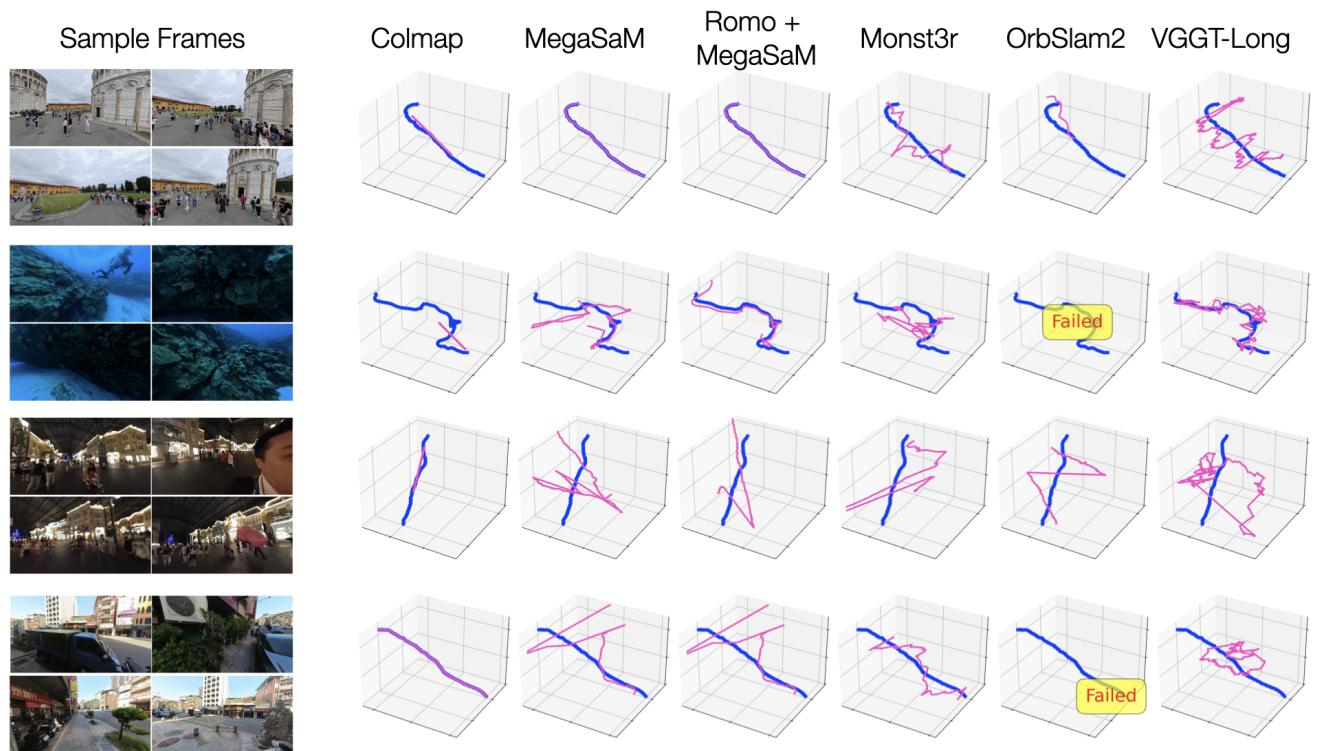 Sample Frames
Colmap
MegaSaM
Romo +
MegaSaM
Monst3r
OrbSlam2
VGGT-Long
Failed
Failed